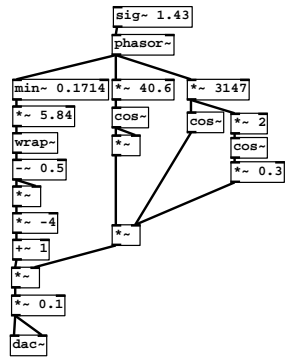 sig~ 1.43
phasor~
min~ 0.1714
*~ 40.6
*~ 3147
*~ 5.84
cos~
cos~
*~ 2
wrap~
*~
cos~
-~ 0.5
*~ 0.3
*~
*~ -4
*~
+~ 1
*~
*~ 0.1
dac~